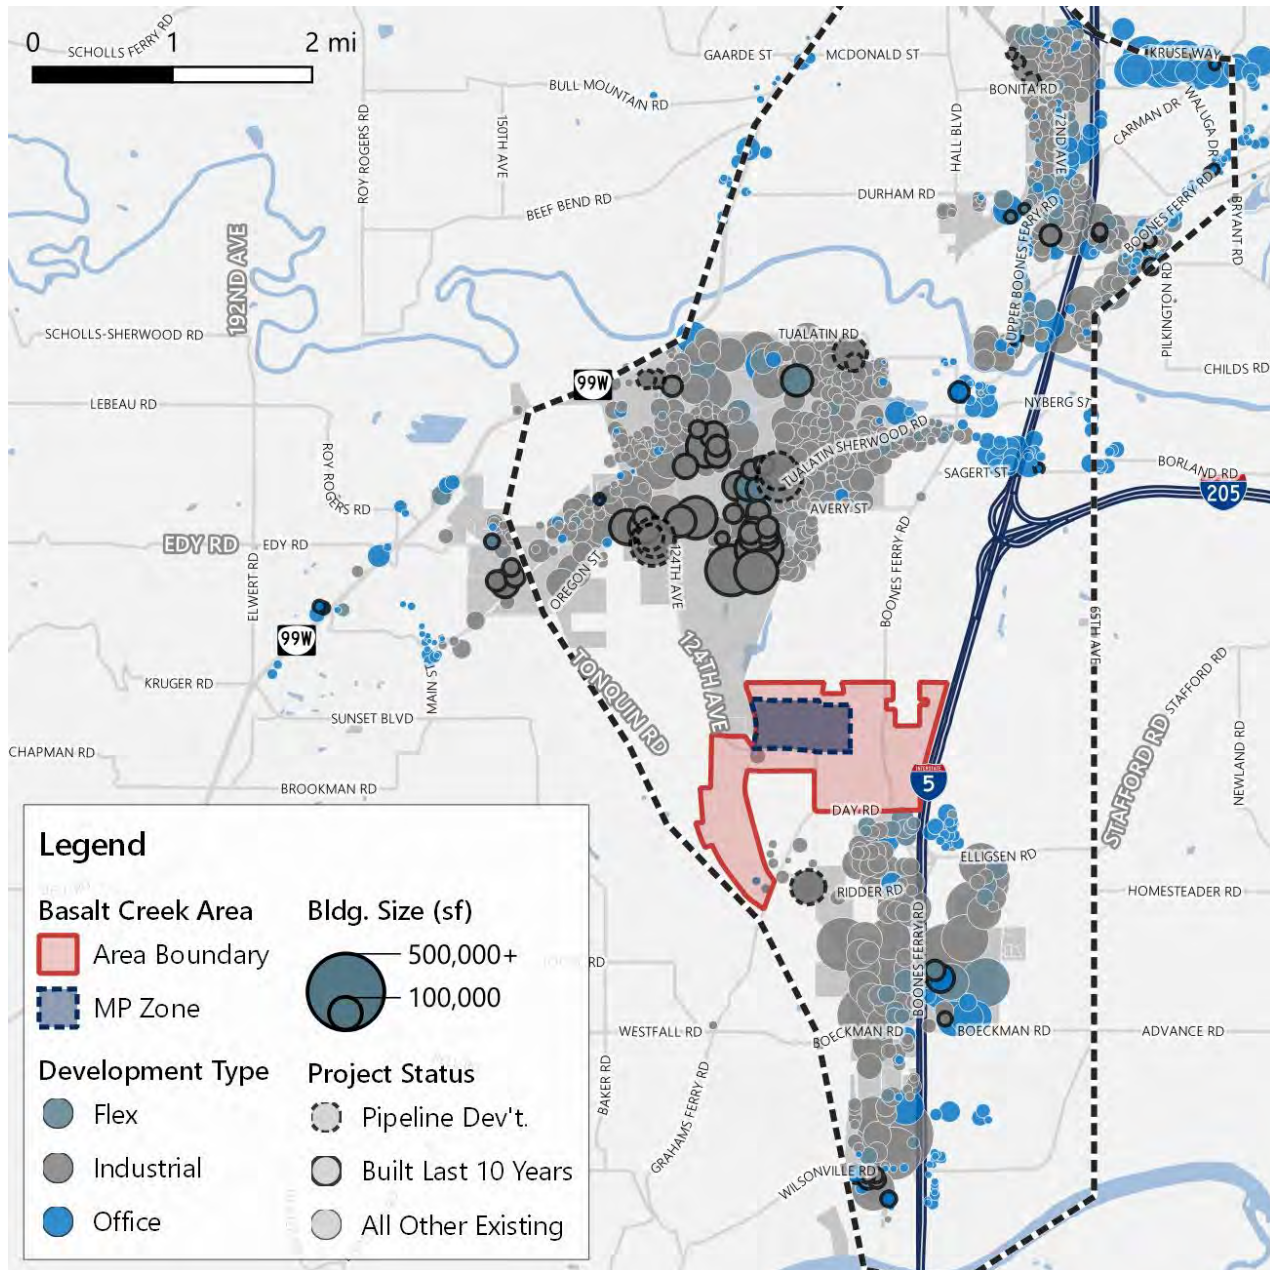 0 1 2 mi
SCHOLLS FERRY RD
GAARDE ST
MCDONALD ST
KRUSE WAY
BULL MOUNTAIN RD
BONITA RD
ROY ROGERS RD
150TH AVE
HALL BLVD
72ND AVE
CARMAN DR
WALUGA DR
BEEF BEND RD
DURHAM RD
UPPER BOONES FERRY RD
BOONES FERRY RD
BRYANT RD
192ND AVE
PILKINGTON RD
SCHOLLS-SHERWOOD RD
TUALATIN RD
CHILDS RD
99W
LEBEAU RD
NYBERG ST
TUALATIN SHERWOOD RD
ROY ROGERS RD
SAGERT ST
BORLAND RD
205
AVERY ST
EDY RD
EDY RD
ELWERT RD
OREGON ST
124TH AVE
BOONES FERRY RD
99W
65TH AVE
124TH AVE
TONQUIN RD
MAIN ST
KRUGER RD
SUNSET BLVD
STAFFORD RD
STAFFORD RD
NEWLAND RD
CHAPMAN RD
BROOKMAN RD
INTERSTATE
5
DAY RD
ELLIGSEN RD
RIDDER RD
HOMESTEADER RD
BOONES FERRY RD
RD
WESTFALL RD
BOECKMAN RD
BOECKMAN RD
ADVANCE RD
BAKER RD
GRAHAMS FERRY RD
WILSONVILLE RD
Legend
Basalt Creek Area
Area Boundary
MP Zone
Development Type
Flex
Industrial
Office
Bldg. Size (sf)
500,000+
100,000
Project Status
Pipeline Dev't.
Built Last 10 Years
All Other Existing